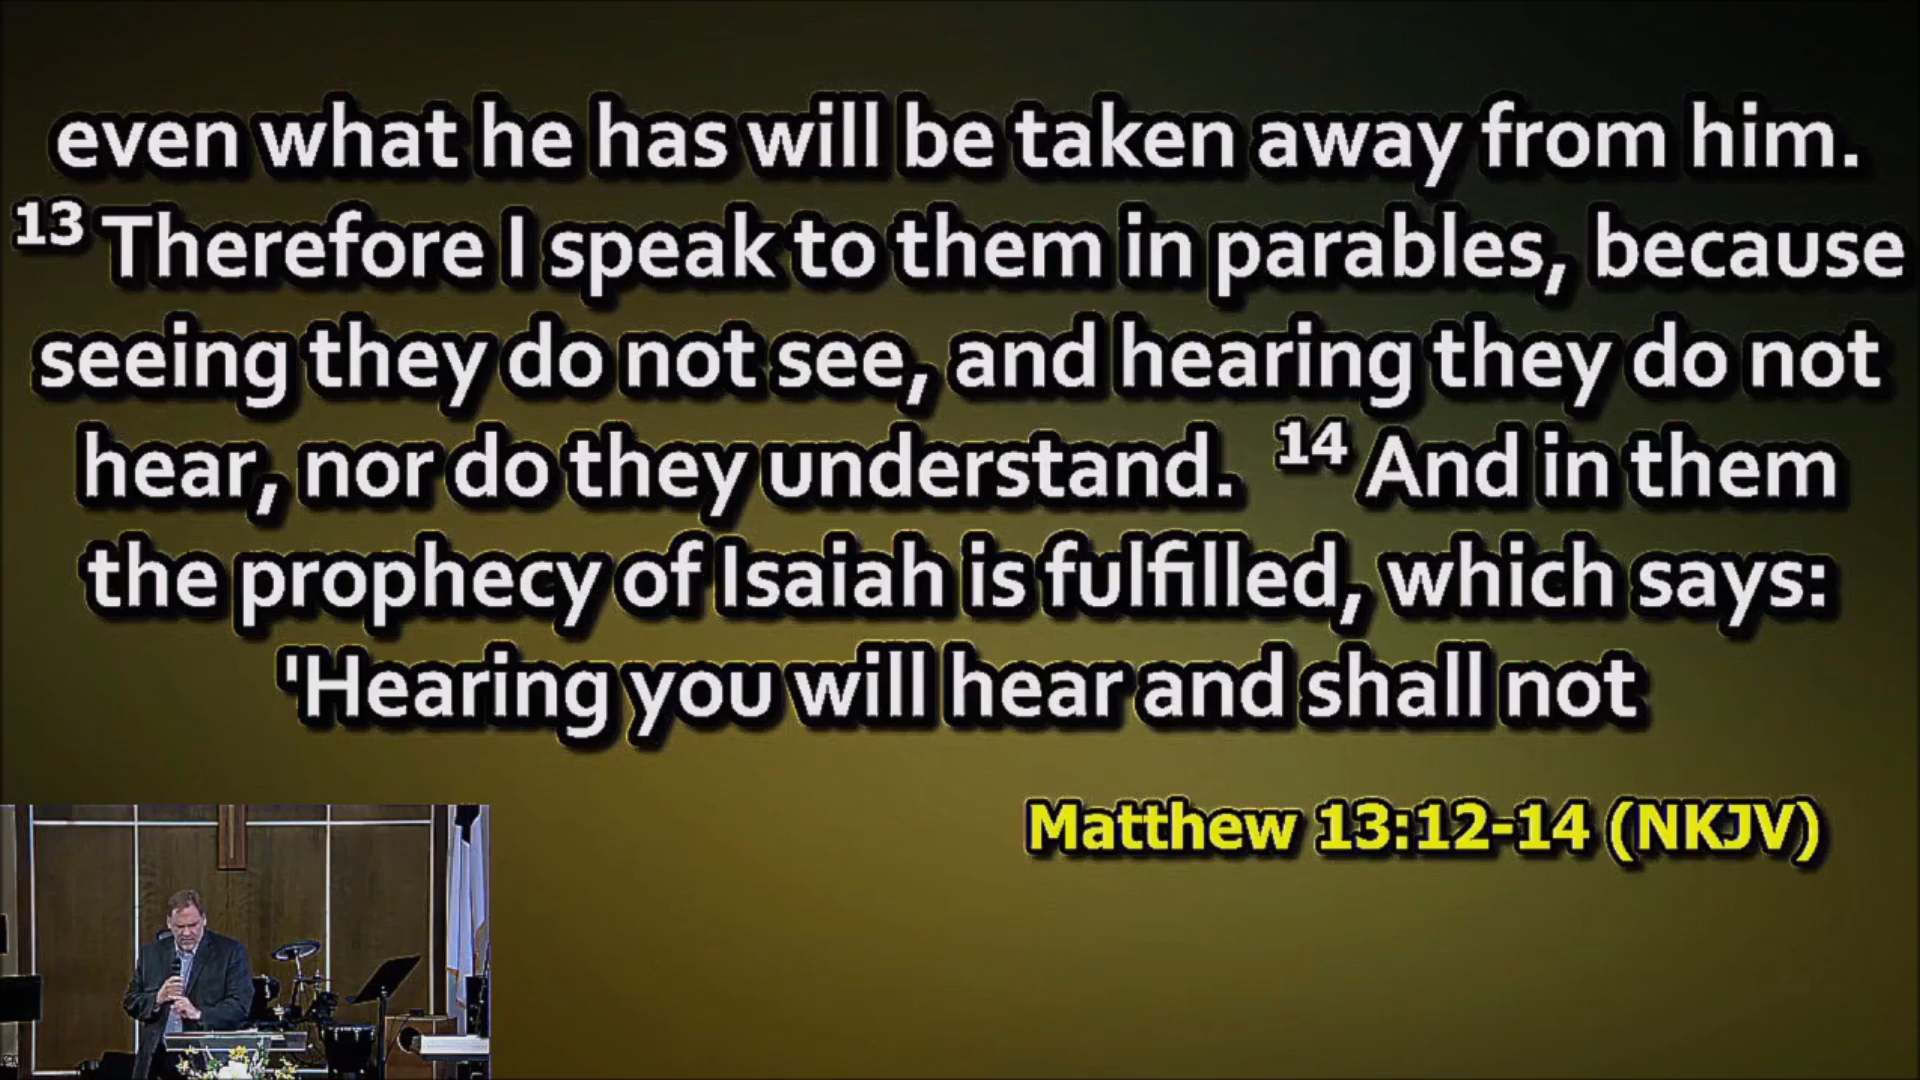 even what he has will be taken away from him.
13 Therefore I speak to them in parables, because
seeing they do not see, and hearing they do not
hear, nor do they understand. 14 And in them
the prophecy of Isaiah is fulfilled, which says:
'Hearing you will hear and shall not
Matthew 13:12-14 (NKJV)